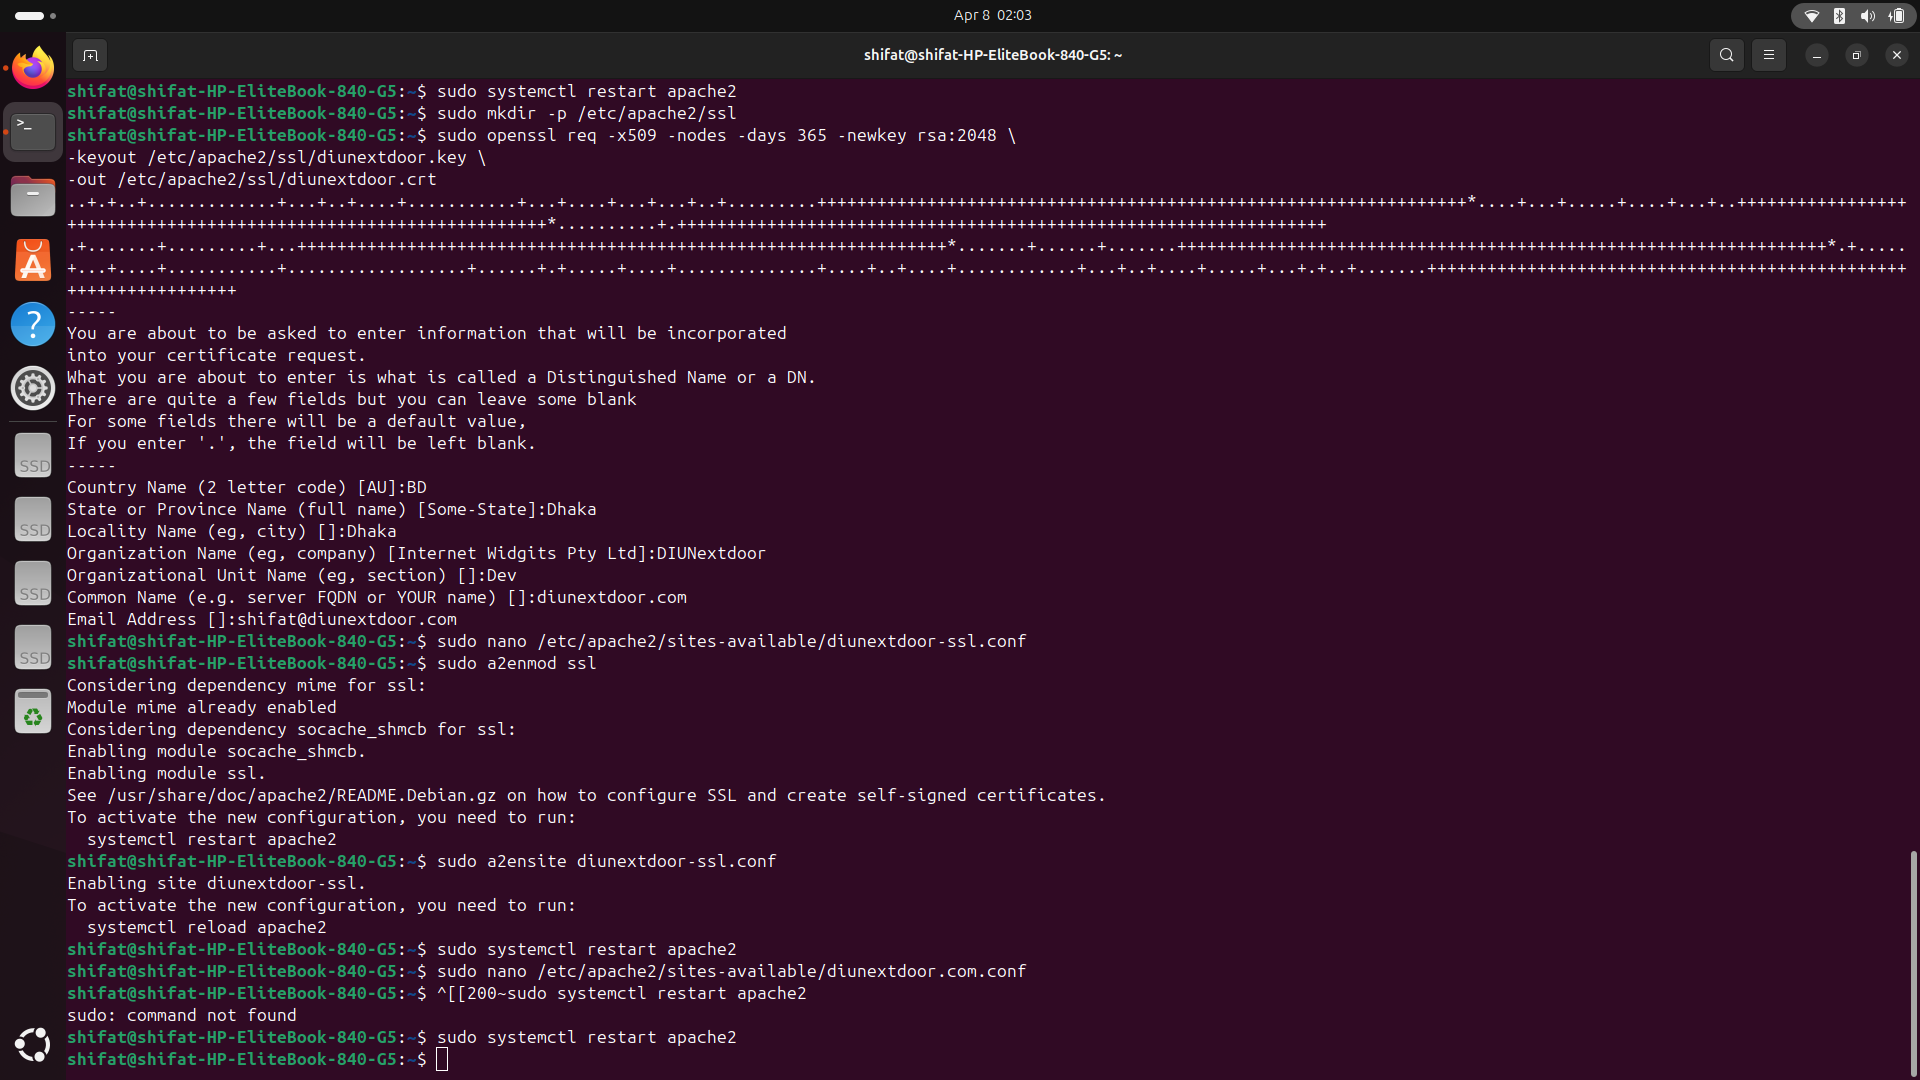 Apr 8 02:03
shifat@shifat-HP-EliteBook-840-G5: ~
shifat@shifat-HP-EliteBook-840-G5:~$ sudo systemctl restart apache2
shifat@shifat-HP-EliteBook-840-G5:~$ sudo mkdir -p /etc/apache2/ssl
shifat@shifat-HP-EliteBook-840-G5:~$ sudo openssl req -x509 -nodes -days 365 -newkey rsa:2048 \
-keyout /etc/apache2/ssl/diunextdoor.key \
-out /etc/apache2/ssl/diunextdoor.crt
-----
You are about to be asked to enter information that will be incorporated
into your certificate request.
What you are about to enter is what is called a Distinguished Name or a DN.
There are quite a few fields but you can leave some blank
For some fields there will be a default value,
If you enter '.', the field will be left blank.
-----
Country Name (2 letter code) [AU]:BD
State or Province Name (full name) [Some-State]:Dhaka
Locality Name (eg, city) []:Dhaka
Organization Name (eg, company) [Internet Widgits Pty Ltd]:DIUNextdoor
Organizational Unit Name (eg, section) []:Dev
Common Name (e.g. server FQDN or YOUR name) []:diunextdoor.com
Email Address []:shifat@diunextdoor.com
shifat@shifat-HP-EliteBook-840-G5:~$ sudo nano /etc/apache2/sites-available/diunextdoor-ssl.conf
shifat@shifat-HP-EliteBook-840-G5:~$ sudo a2enmod ssl
Considering dependency mime for ssl:
Module mime already enabled
Considering dependency socache_shmcb for ssl:
Enabling module socache_shmcb.
Enabling module ssl.
See /usr/share/doc/apache2/README.Debian.gz on how to configure SSL and create self-signed certificates.
To activate the new configuration, you need to run:
  systemctl restart apache2
shifat@shifat-HP-EliteBook-840-G5:~$ sudo a2ensite diunextdoor-ssl.conf
Enabling site diunextdoor-ssl.
To activate the new configuration, you need to run:
  systemctl reload apache2
shifat@shifat-HP-EliteBook-840-G5:~$ sudo systemctl restart apache2
shifat@shifat-HP-EliteBook-840-G5:~$ sudo nano /etc/apache2/sites-available/diunextdoor.com.conf
shifat@shifat-HP-EliteBook-840-G5:~$ ^[[200~sudo systemctl restart apache2
sudo: command not found
shifat@shifat-HP-EliteBook-840-G5:~$ sudo systemctl restart apache2
shifat@shifat-HP-EliteBook-840-G5:~$
SSD
SSD
SSD
SSD